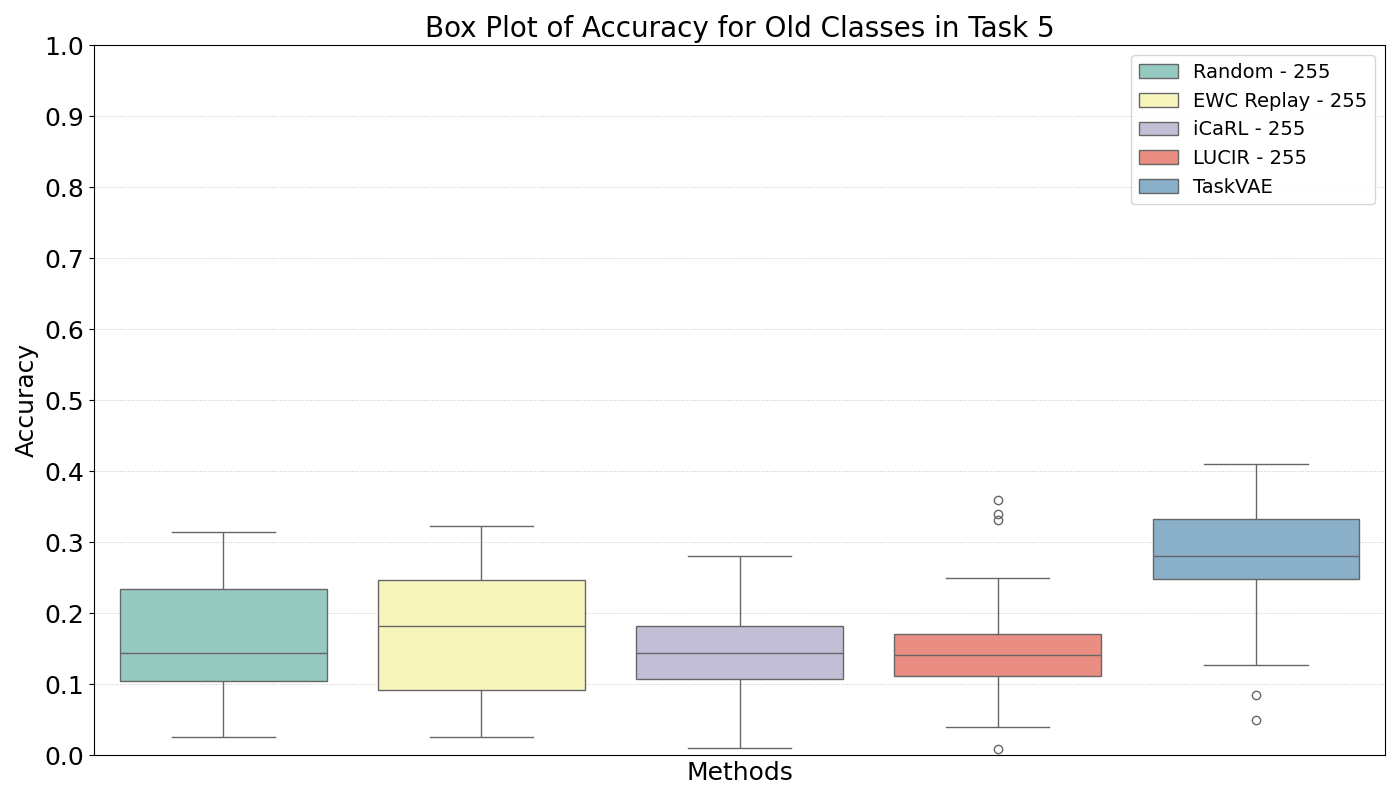 Box Plot of Accuracy for Old Classes in Task 5
1.0
0.9
0.8
0.7
0.6
0.5
0.4
0.3
0.2
0.1
0.0
Accuracy
Methods
Random - 255
EWC Replay - 255
iCaRL - 255
LUCIR - 255
TaskVAE